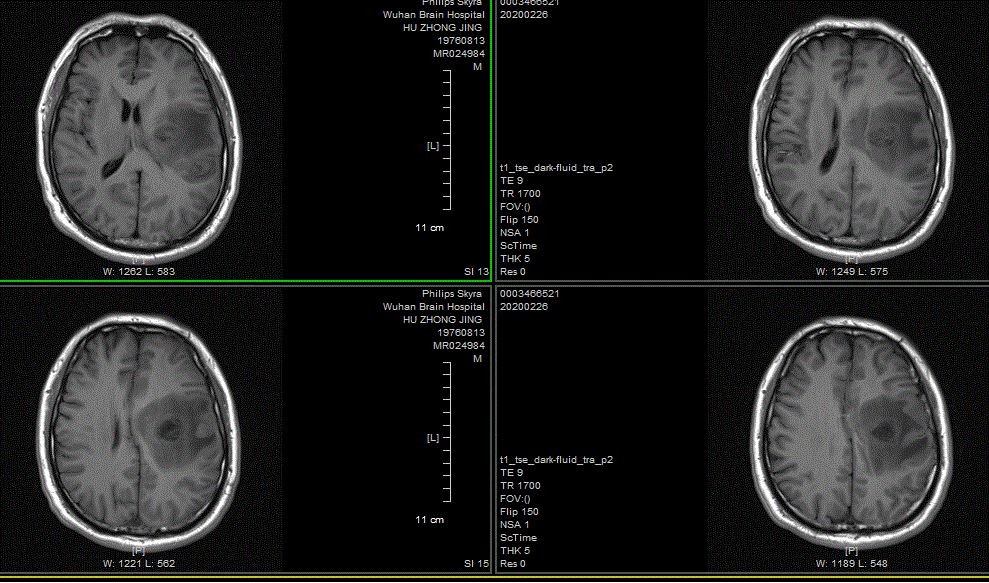 Philips Skyra
Wuhan Brain Hospital
HU ZHONG JING
19760813
MR024984
M
[L]
11 cm
[P]
W: 1262 L: 583
SI 13
0003466521
20200226
t1_tse_dark-fluid_tra_p2
TE 9
TR 1700
FOV:()
Flip 150
NSA 1
ScTime
THK 5
Res 0
[P]
W: 1249 L: 575
Philips Skyra
Wuhan Brain Hospital
HU ZHONG JING
19760813
MR024984
M
[L]
11 cm
[P]
W: 1221 L: 562
SI 15
0003466521
20200226
t1_tse_dark-fluid_tra_p2
TE 9
TR 1700
FOV:()
Flip 150
NSA 1
ScTime
THK 5
Res 0
[P]
W: 1189 L: 548